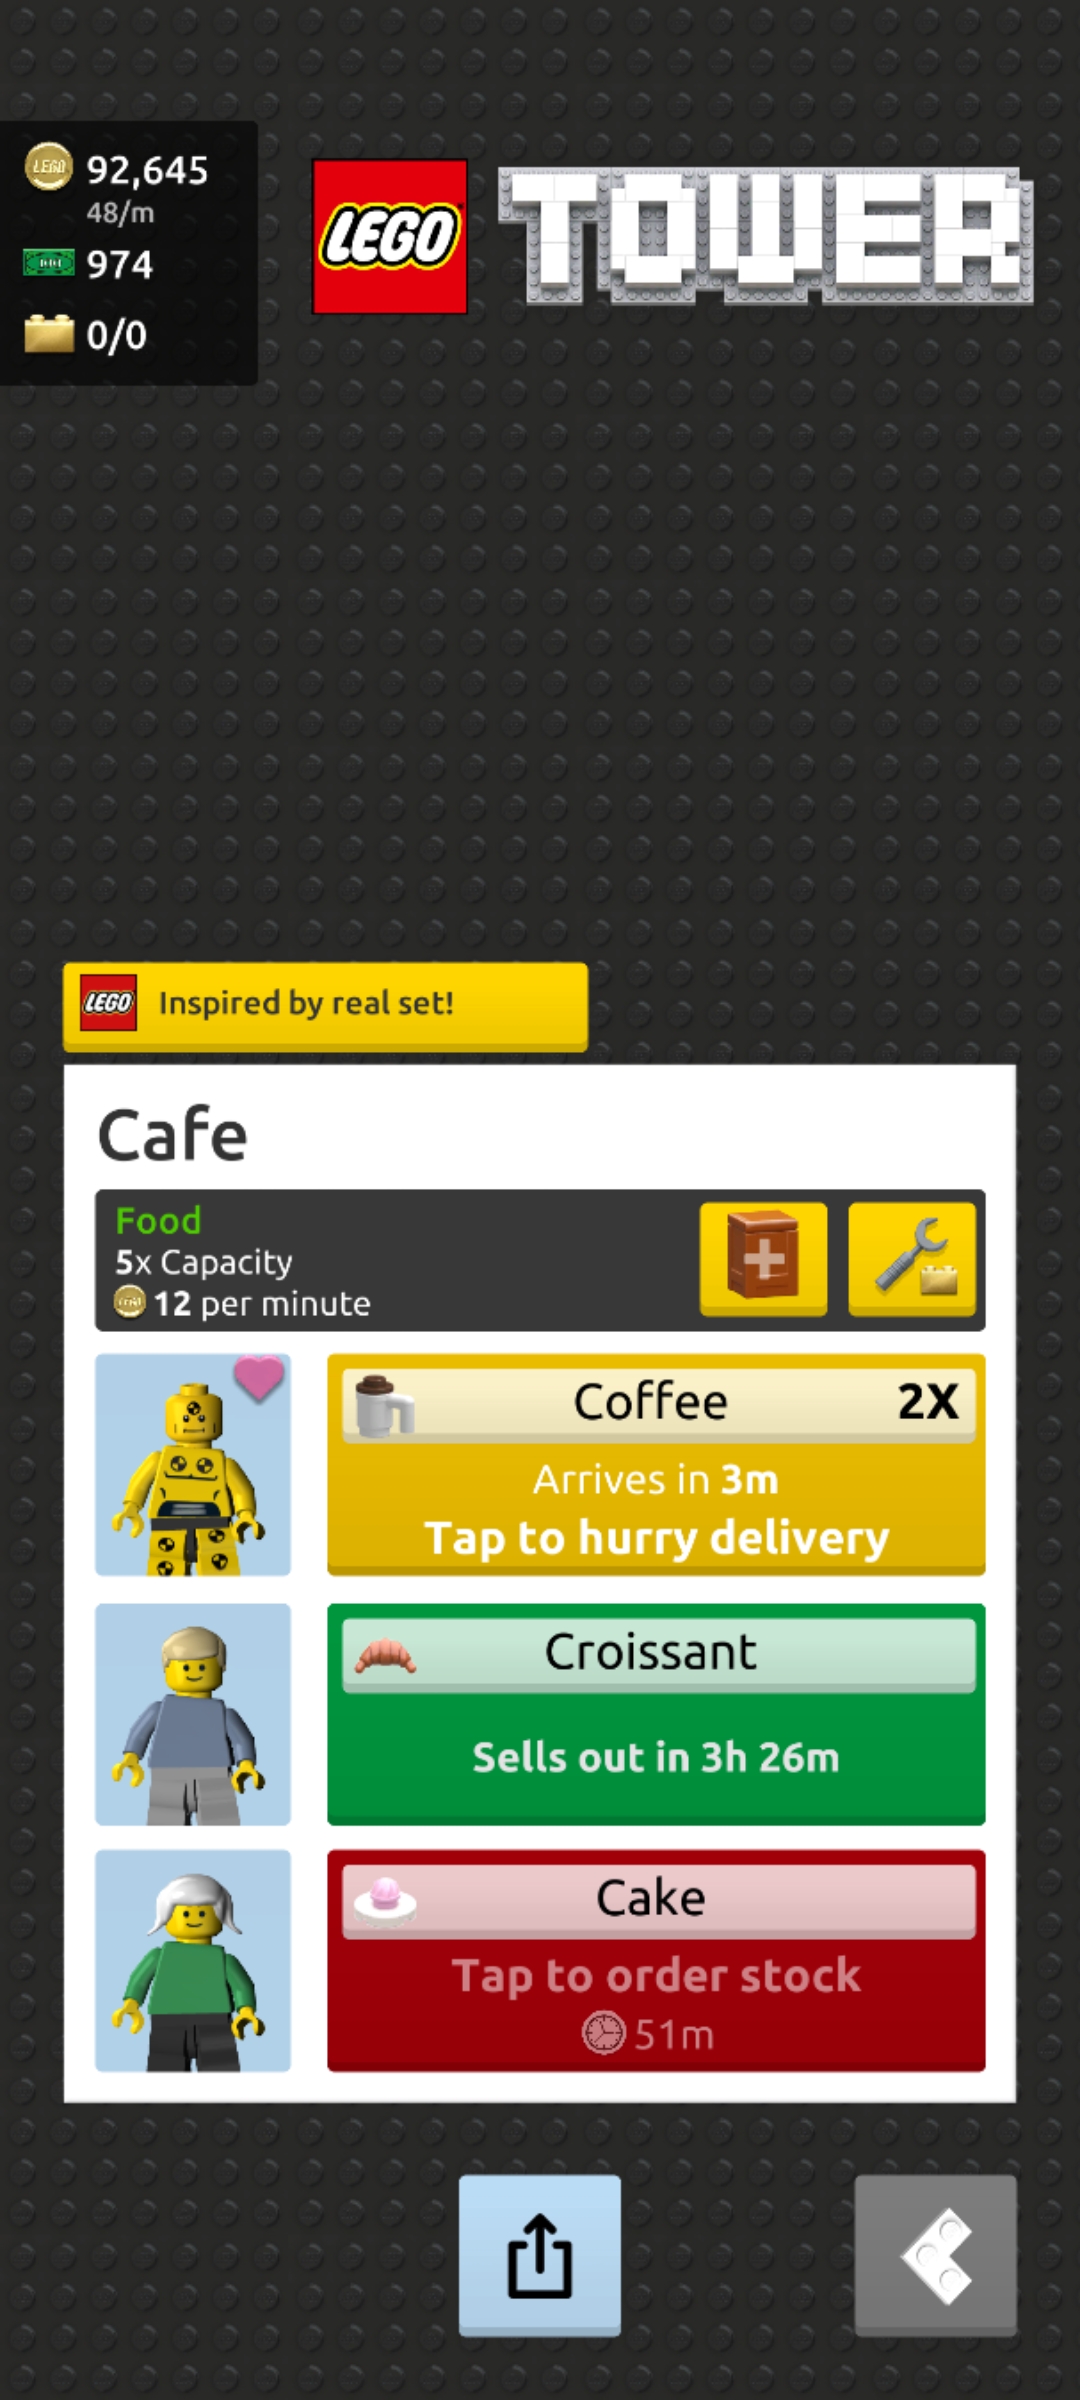 92,645
48/m
974
0/0
LEGO TOWER
LEGO Inspired by real set!
Cafe
Food
5x Capacity
12 per minute
Coffee 2X
Arrives in 3m
Tap to hurry delivery
Croissant
Sells out in 3h 26m
Cake
Tap to order stock
51m